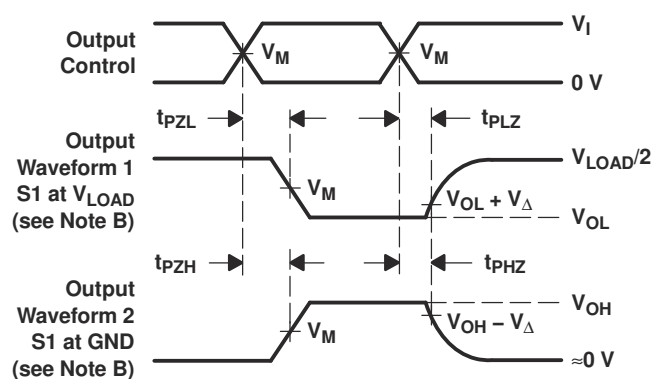 Output
Control
V_M
V_M
V_I
0 V
t_PZL
t_PLZ
Output
Waveform 1
S1 at V_LOAD
(see Note B)
V_M
V_LOAD/2
V_OL + V_Δ
V_OL
t_PZH
t_PHZ
Output
Waveform 2
S1 at GND
(see Note B)
V_M
V_OH
V_OH − V_Δ
≈0 V